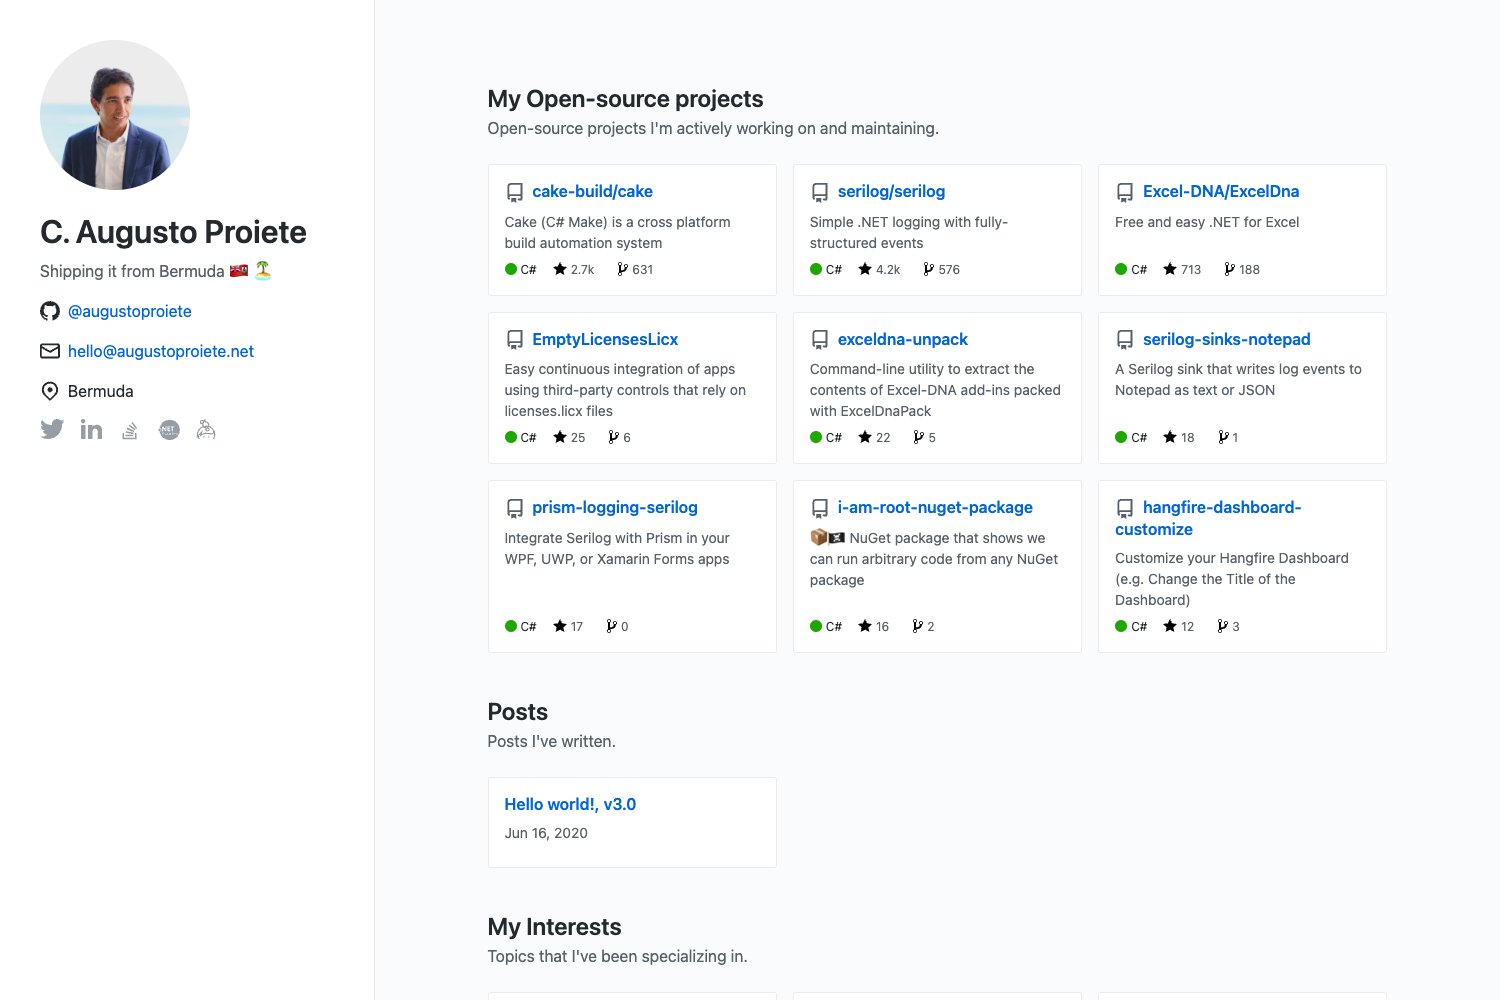 C. Augusto Proiete
Shipping it from Bermuda 🇧🇲 🏝️
@augustoproiete
hello@augustoproiete.net
Bermuda
in
.NET
My Open-source projects
Open-source projects I'm actively working on and maintaining.
cake-build/cake
Cake (C# Make) is a cross platform
build automation system
C# 2.7k 631
serilog/serilog
Simple .NET logging with fully-
structured events
C# 4.2k 576
Excel-DNA/ExcelDna
Free and easy .NET for Excel
C# 713 188
EmptyLicensesLicx
Easy continuous integration of apps
using third-party controls that rely on
licenses.licx files
C# 25 6
exceldna-unpack
Command-line utility to extract the
contents of Excel-DNA add-ins packed
with ExcelDnaPack
C# 22 5
serilog-sinks-notepad
A Serilog sink that writes log events to
Notepad as text or JSON
C# 18 1
prism-logging-serilog
Integrate Serilog with Prism in your
WPF, UWP, or Xamarin Forms apps
C# 17 0
i-am-root-nuget-package
📦🏴‍☠️ NuGet package that shows we
can run arbitrary code from any NuGet
package
C# 16 2
hangfire-dashboard-
customize
Customize your Hangfire Dashboard
(e.g. Change the Title of the
Dashboard)
C# 12 3
Posts
Posts I've written.
Hello world!, v3.0
Jun 16, 2020
My Interests
Topics that I've been specializing in.